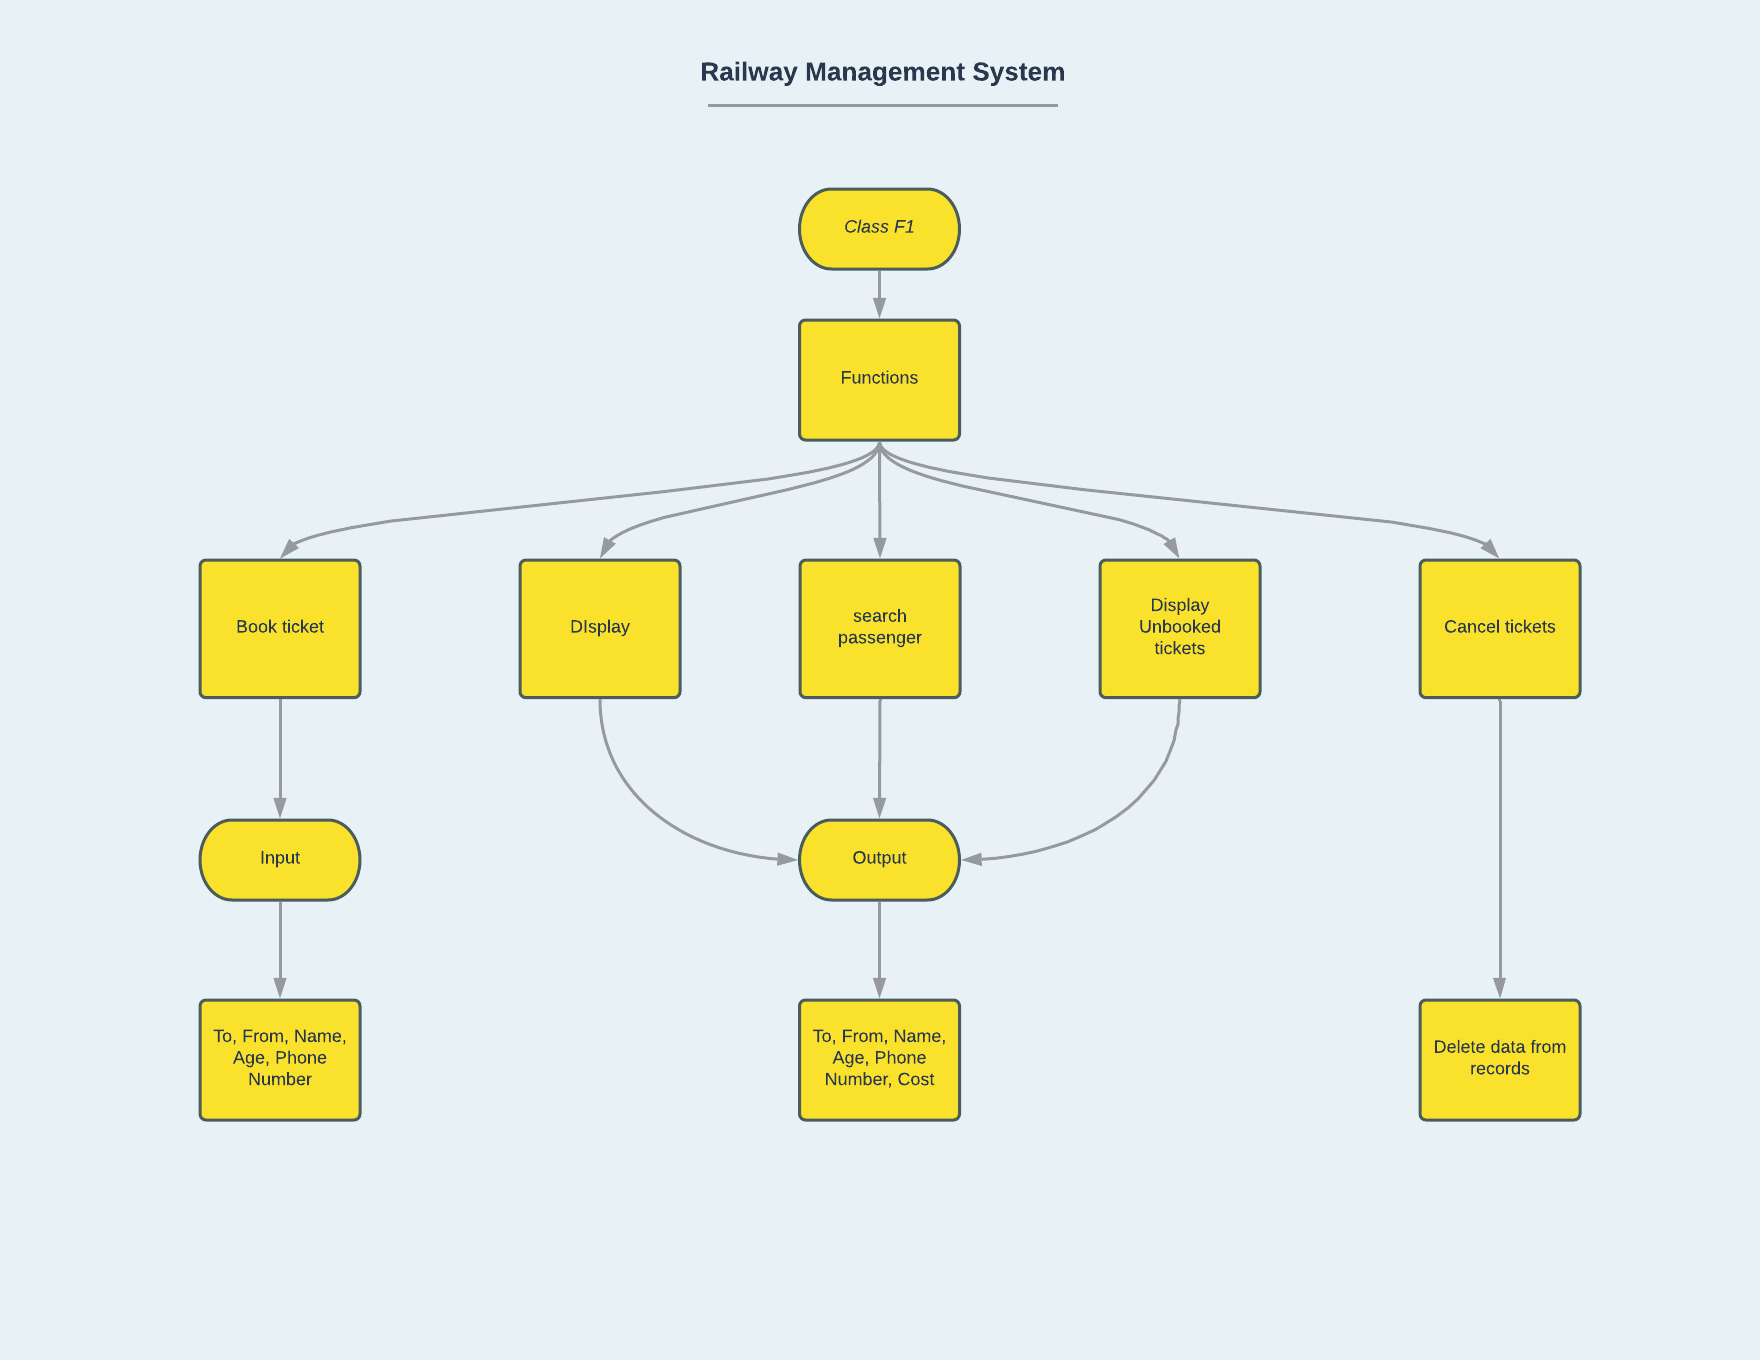 Railway Management System
Class F1
Functions
Book ticket
DIsplay
search
passenger
Display
Unbooked
tickets
Cancel tickets
Input
Output
To, From, Name,
Age, Phone
Number
To, From, Name,
Age, Phone
Number, Cost
Delete data from
records